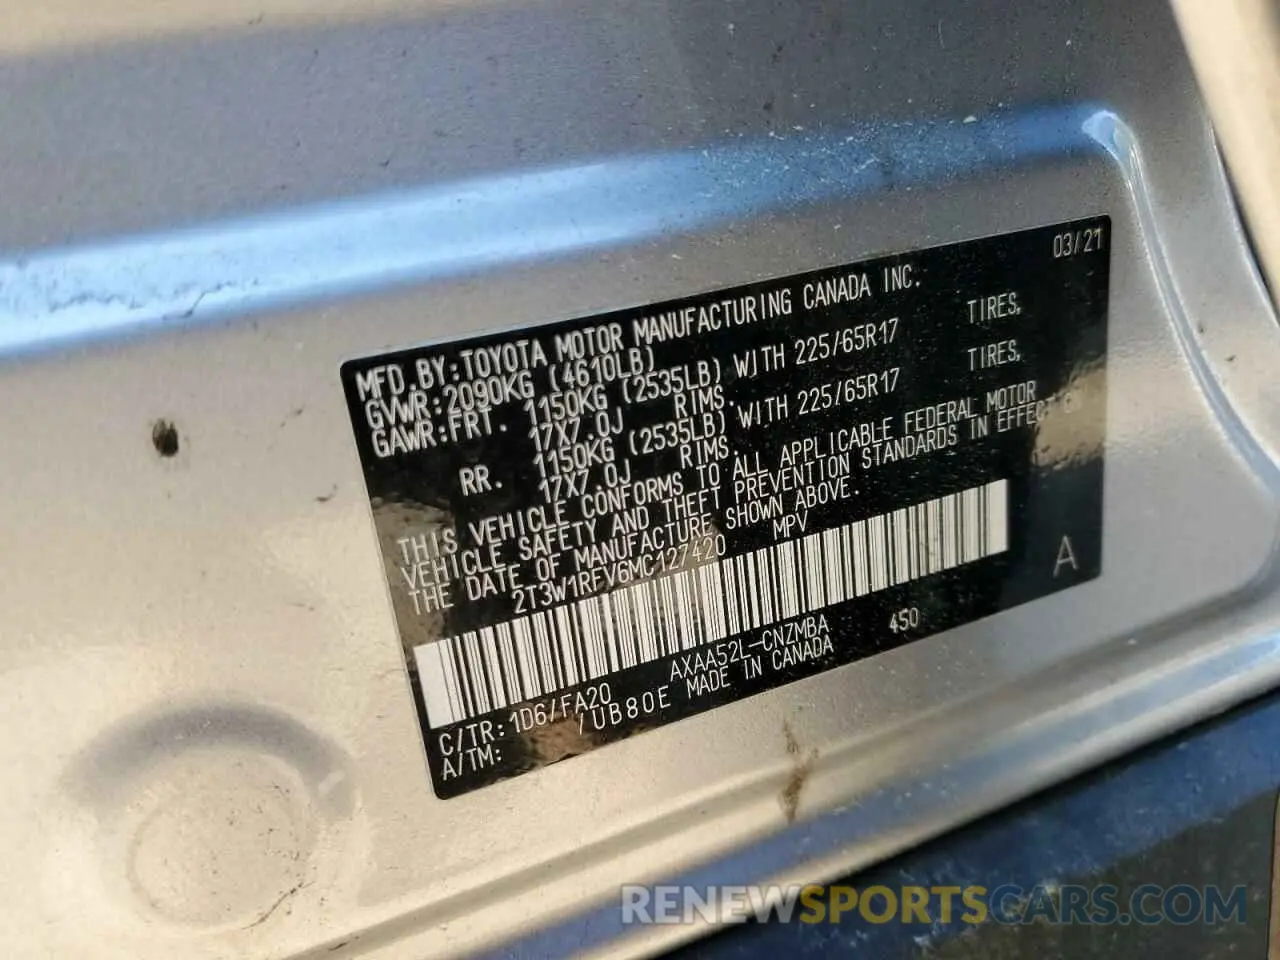 03/21
MFD.BY:TOYOTA MOTOR MANUFACTURING CANADA INC.
GVWR:2090KG (4610LB)
GAWR:FRT. 1150KG (2535LB) WITH 225/65R17 TIRES,
17X7.0J RIMS.
RR. 1150KG (2535LB) WITH 225/65R17 TIRES,
17X7.0J RIMS.
THIS VEHICLE CONFORMS TO ALL APPLICABLE FEDERAL MOTOR
VEHICLE SAFETY AND THEFT PREVENTION STANDARDS IN EFFECT ON
THE DATE OF MANUFACTURE SHOWN ABOVE.
2T3W1RFV6MC127420 MPV
A
AXAA52L-CNZMBA 450
C/TR:1D6/FA20 MADE IN CANADA
A/TM: /UB80E
RENEWSPORTSCARS.COM